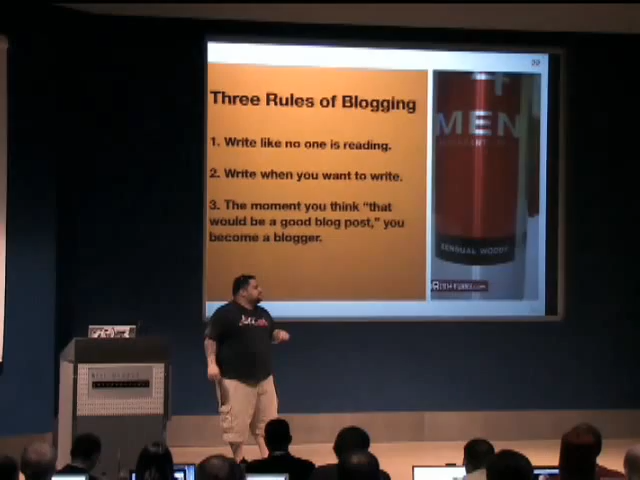 22
Three Rules of Blogging
1. Write like no one is reading.
2. Write when you want to write.
3. The moment you think "that
would be a good blog post," you
become a blogger.
MEN
SENSUAL WOODY